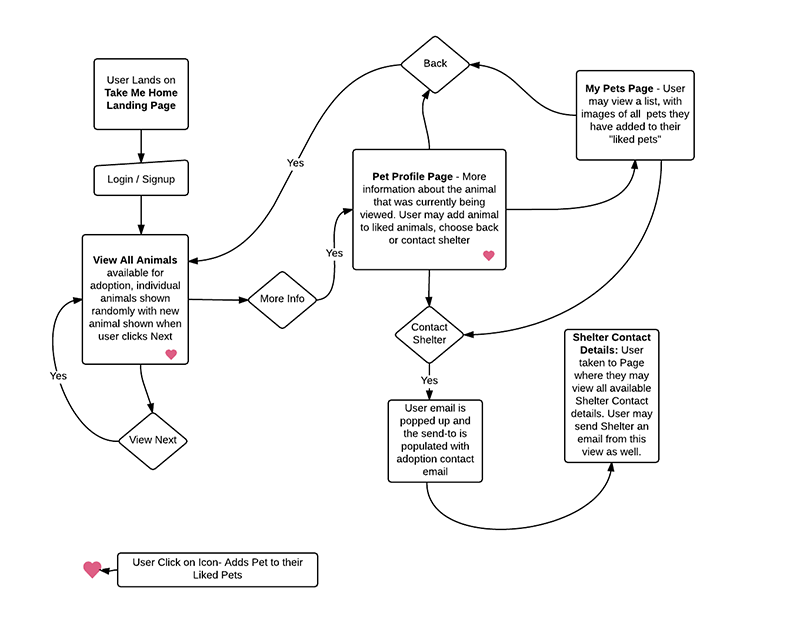 Back
User Lands on
Take Me Home
Landing Page
My Pets Page - User
may view a list, with
images of all pets they
have added to their
"liked pets"
Yes
Login / Signup
Pet Profile Page - More
information about the animal
that was currently being
viewed. User may add animal
to liked animals, choose back
or contact shelter
View All Animals
available for
adoption, individual
animals shown
randomly with new
animal shown when
user clicks Next
Yes
More Info
Contact
Shelter
Shelter Contact
Details: User
taken to Page
where they may
view all available
Shelter Contact
details. User may
send Shelter an
email from this
view as well.
Yes
Yes
User email is
popped up and
the send-to is
populated with
adoption contact
email
View Next
User Click on Icon- Adds Pet to their
Liked Pets